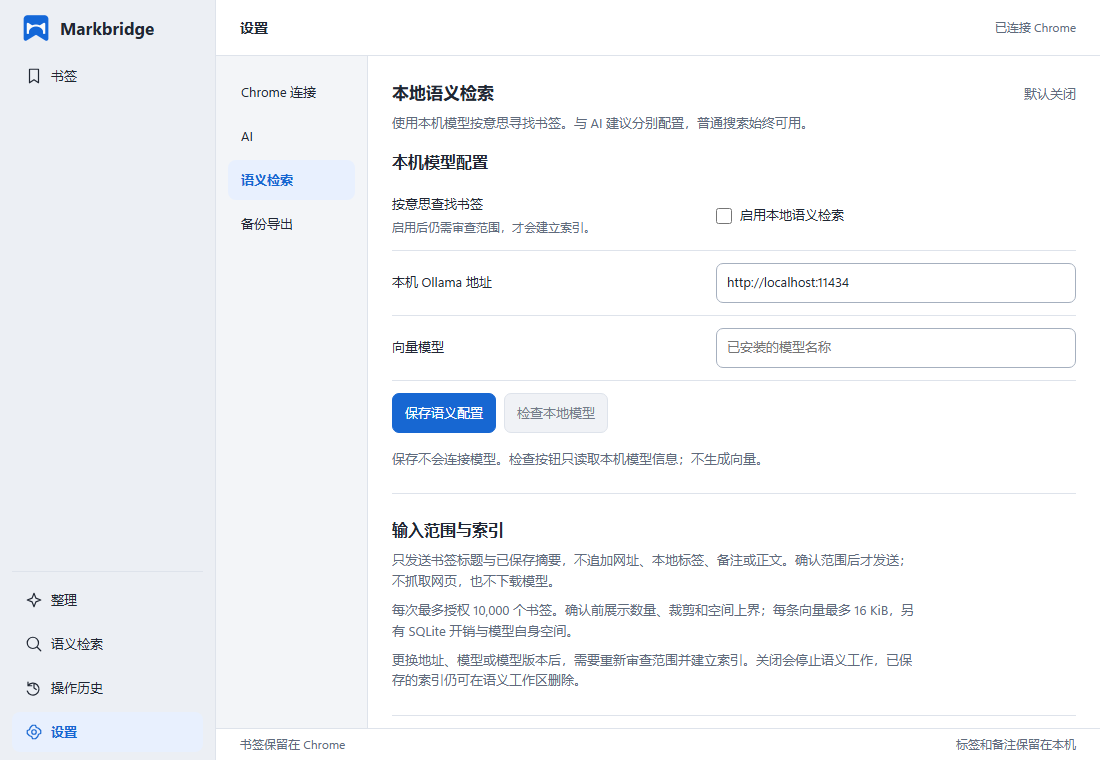 Markbridge
书签
整理
语义检索
操作历史
设置
设置
已连接 Chrome
Chrome 连接
AI
语义检索
备份导出
本地语义检索
默认关闭
使用本机模型按意思寻找书签。与 AI 建议分别配置，普通搜索始终可用。
本机模型配置
按意思查找书签
启用后仍需审查范围，才会建立索引。
启用本地语义检索
本机 Ollama 地址
http://localhost:11434
向量模型
已安装的模型名称
保存语义配置
检查本地模型
保存不会连接模型。检查按钮只读取本机模型信息；不生成向量。
输入范围与索引
只发送书签标题与已保存摘要，不追加网址、本地标签、备注或正文。确认范围后才发送；
不抓取网页，也不下载模型。
每次最多授权 10,000 个书签。确认前展示数量、裁剪和空间上界；每条向量最多 16 KiB，另
有 SQLite 开销与模型自身空间。
更换地址、模型或模型版本后，需要重新审查范围并建立索引。关闭会停止语义工作，已保
存的索引仍可在语义工作区删除。
书签保留在 Chrome
标签和备注保留在本机